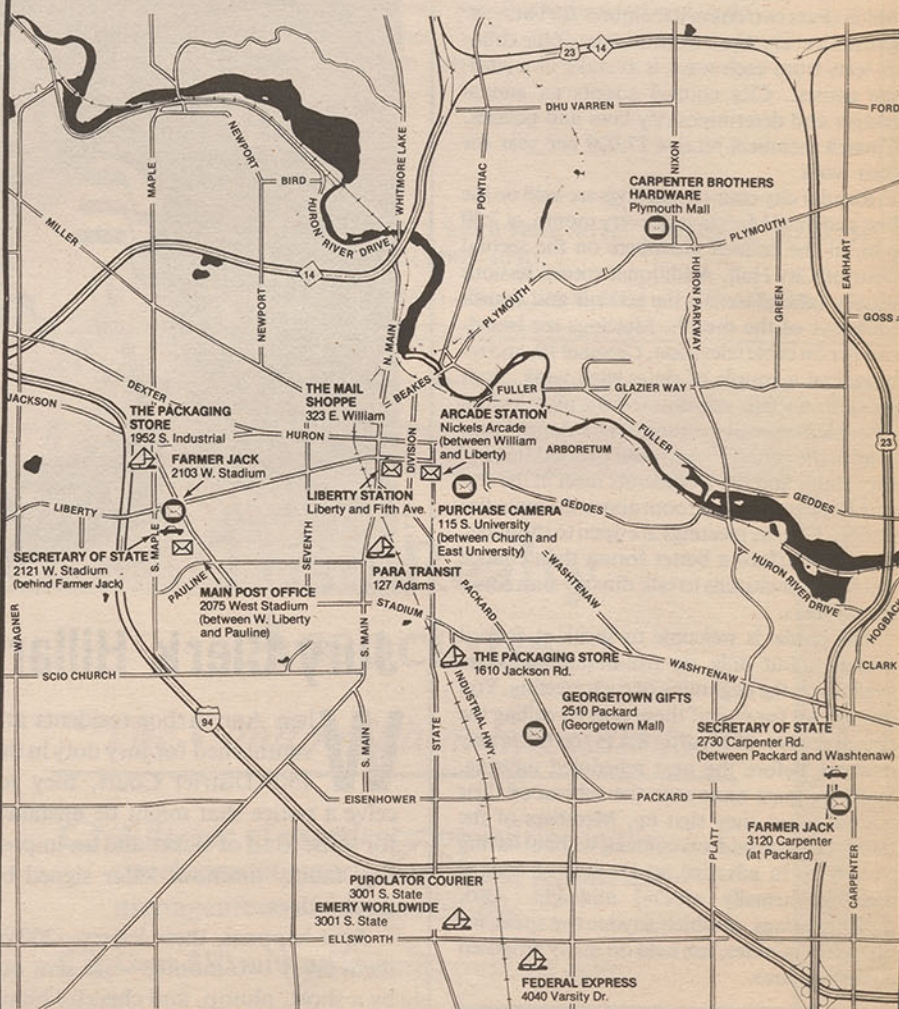 23
14
DHU VARREN
FORD
NEWPORT
NIXON
WHITMORE LAKE
PONTIAC
MAPLE
BIRD
CARPENTER BROTHERS
HARDWARE
Plymouth Mall
HURON RIVER DRIVE
MILLER
PLYMOUTH
EARHART
14
HURON PARKWAY
GREEN
GOSS
PLYMOUTH
NEWPORT
N. MAIN
DEXTER
JACKSON
BEAKES
FULLER
GLAZIER WAY
THE MAIL
SHOPPE
323 E. William
THE PACKAGING
STORE
1952 S. Industrial
HURON
DIVISION
ARCADE STATION
Nickels Arcade
(between William
and Liberty)
ARBORETUM
FULLER
23
FARMER JACK
2103 W. Stadium
LIBERTY
LIBERTY STATION
Liberty and Fifth Ave.
PURCHASE CAMERA
115 S. University
(between Church and
East University)
GEDDES
GEDDES
SECRETARY OF STATE
2121 W. Stadium
(behind Farmer Jack)
S. MAPLE
SEVENTH
PAULINE
MAIN POST OFFICE
2075 West Stadium
(between W. Liberty
and Pauline)
PARA TRANSIT
127 Adams
WASHTENAW
HURON RIVER DRIVE
HOGBACK
STADIUM
PACKARD
WAGNER
S. MAIN
SCIO CHURCH
THE PACKAGING STORE
1610 Jackson Rd.
WASHTENAW
CLARK
INDUSTRIAL HWY
GEORGETOWN GIFTS
2510 Packard
(Georgetown Mall)
94
S. MAIN
STATE
SECRETARY OF STATE
2730 Carpenter Rd.
(between Packard and Washtenaw)
EISENHOWER
PACKARD
FARMER JACK
3120 Carpenter
(at Packard)
PLATT
CARPENTER
PUROLATOR COURIER
3001 S. State
EMERY WORLDWIDE
3001 S. State
ELLSWORTH
FEDERAL EXPRESS
4040 Varsity Dr.